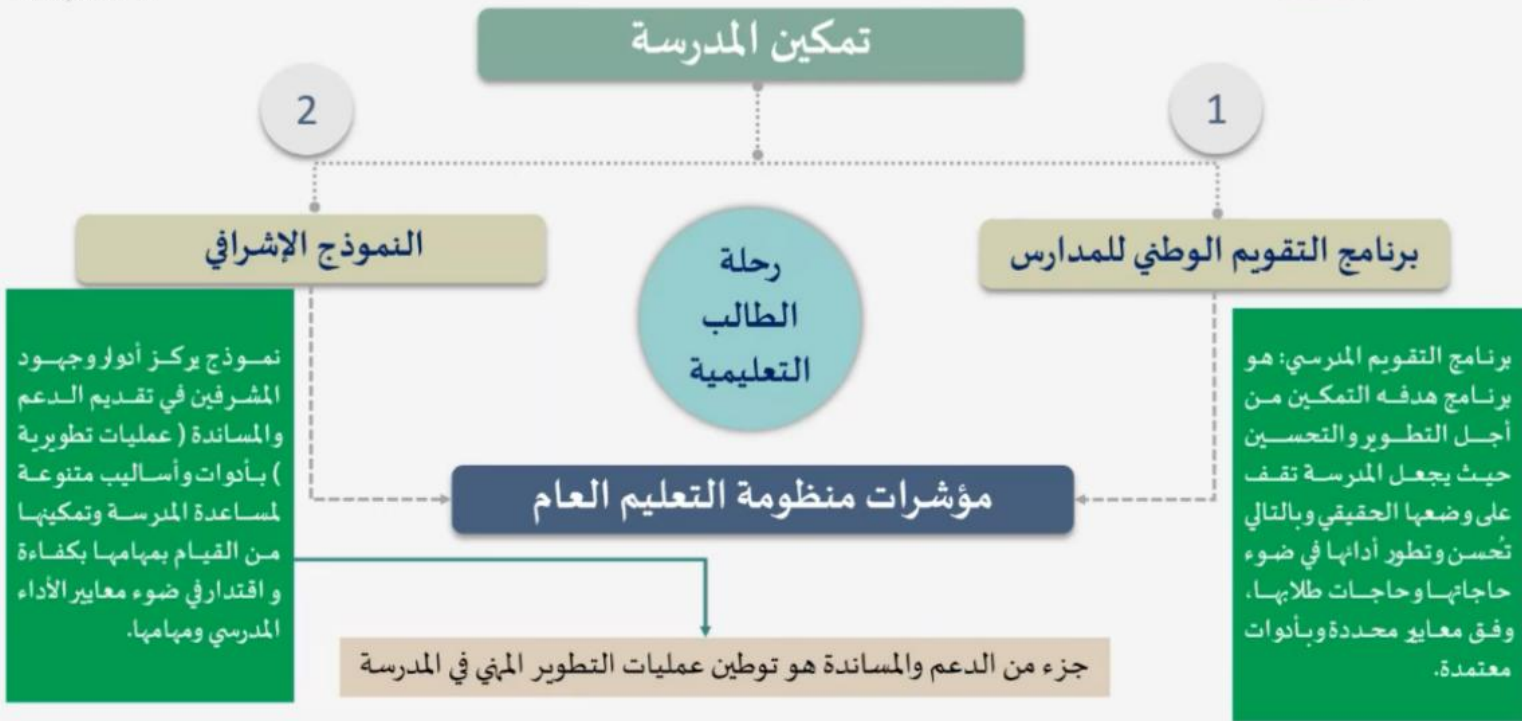 تمكين المدرسة
1
2
برنامج التقويم الوطني للمدارس
النموذج الإشرافي
رحلة
الطالب
التعليمية
برنامج التقويم المدرسي: هو
برنامج هدفه التمكين من
أجل التطوير والتحسين
حيث يجعل المدرسة تقف
على وضعها الحقيقي وبالتالي
تُحسن وتطور أدائها في ضوء
حاجاتها وحاجات طلابها،
وفق معايير محددة وبأدوات
معتمدة.
نموذج يركز أدوار وجهود
المشرفين في تقديم الدعم
والمساندة ( عمليات تطويرية
) بأدوات وأساليب متنوعة
لمساعدة المدرسة وتمكينها
من القيام بمهامها بكفاءة
و اقتدار في ضوء معايير الأداء
المدرسي ومهامها.
مؤشرات منظومة التعليم العام
جزء من الدعم والمساندة هو توطين عمليات التطوير المهني في المدرسة